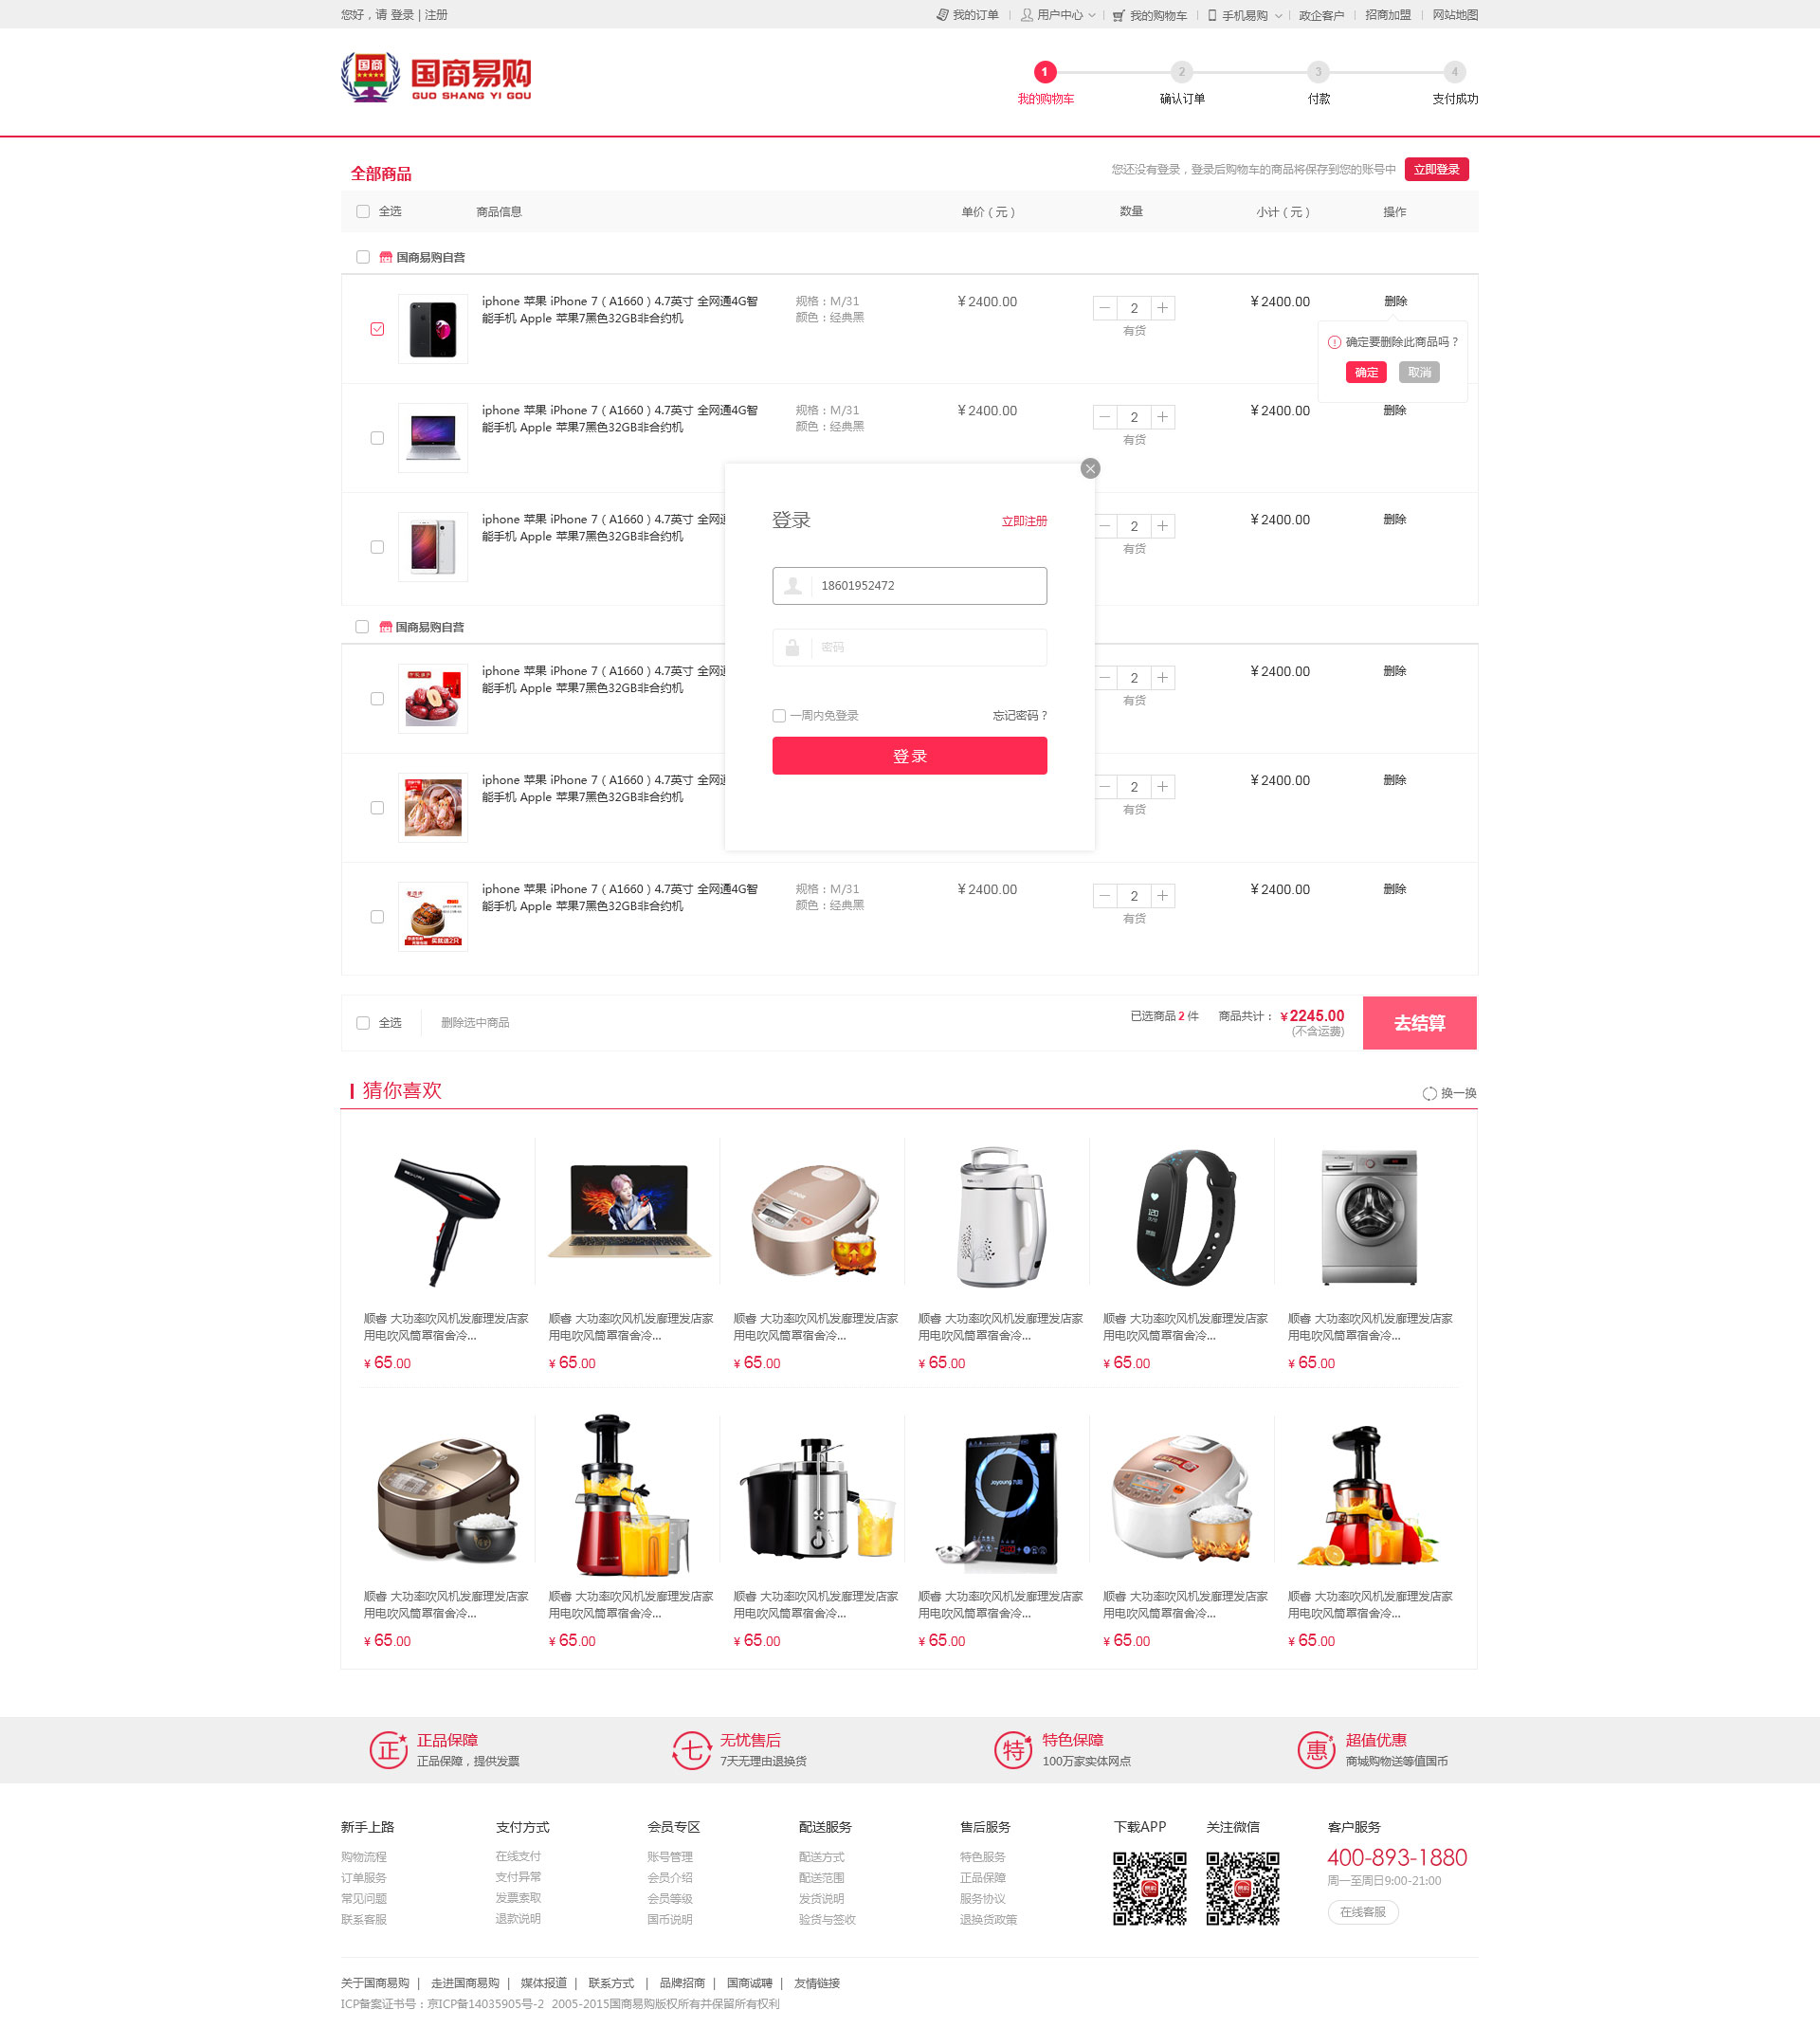 您好，请 登录 | 注册
我的订单 | 用户中心 | 我的购物车 | 手机易购 | 政企客户 | 招商加盟 | 网站地图
国商
国商易购
GUO SHANG YI GOU
1 2 3 4
我的购物车 确认订单 付款 支付成功
全部商品
您还没有登录，登录后购物车的商品将保存到您的账号中 立即登录
全选 商品信息 单价（元） 数量 小计（元） 操作
国商易购自营
iphone 苹果 iPhone 7（A1660）4.7英寸 全网通4G智 规格：M/31 ￥2400.00 2 ￥2400.00 删除
能手机 Apple 苹果7黑色32GB非合约机 颜色：经典黑 有货
确定要删除此商品吗？
确定 取消
iphone 苹果 iPhone 7（A1660）4.7英寸 全网通4G智 规格：M/31 ￥2400.00 2 ￥2400.00 删除
能手机 Apple 苹果7黑色32GB非合约机 颜色：经典黑 有货
iphone 苹果 iPhone 7（A1660）4.7英寸 全网 2 ￥2400.00 删除
能手机 Apple 苹果7黑色32GB非合约机 有货
登录 立即注册
18601952472
密码
一周内免登录 忘记密码？
登录
国商易购自营
iphone 苹果 iPhone 7（A1660）4.7英寸 全网 2 ￥2400.00 删除
能手机 Apple 苹果7黑色32GB非合约机 有货
iphone 苹果 iPhone 7（A1660）4.7英寸 全网 2 ￥2400.00 删除
能手机 Apple 苹果7黑色32GB非合约机 有货
iphone 苹果 iPhone 7（A1660）4.7英寸 全网通4G智 规格：M/31 ￥2400.00 2 ￥2400.00 删除
能手机 Apple 苹果7黑色32GB非合约机 颜色：经典黑 有货
买就送2只
全选 删除选中商品 已选商品 2 件 商品共计：￥2245.00 去结算
(不含运费)
猜你喜欢 换一换
顺睿 大功率吹风机发廊理发店家 顺睿 大功率吹风机发廊理发店家 顺睿 大功率吹风机发廊理发店家 顺睿 大功率吹风机发廊理发店家 顺睿 大功率吹风机发廊理发店家 顺睿 大功率吹风机发廊理发店家
用电吹风筒罩宿舍冷... 用电吹风筒罩宿舍冷... 用电吹风筒罩宿舍冷... 用电吹风筒罩宿舍冷... 用电吹风筒罩宿舍冷... 用电吹风筒罩宿舍冷...
¥ 65.00 ¥ 65.00 ¥ 65.00 ¥ 65.00 ¥ 65.00 ¥ 65.00
Joyoung九阳
顺睿 大功率吹风机发廊理发店家 顺睿 大功率吹风机发廊理发店家 顺睿 大功率吹风机发廊理发店家 顺睿 大功率吹风机发廊理发店家 顺睿 大功率吹风机发廊理发店家 顺睿 大功率吹风机发廊理发店家
用电吹风筒罩宿舍冷... 用电吹风筒罩宿舍冷... 用电吹风筒罩宿舍冷... 用电吹风筒罩宿舍冷... 用电吹风筒罩宿舍冷... 用电吹风筒罩宿舍冷...
¥ 65.00 ¥ 65.00 ¥ 65.00 ¥ 65.00 ¥ 65.00 ¥ 65.00
正 正品保障 七 无忧售后 特 特色保障 惠 超值优惠
正品保障，提供发票 7天无理由退换货 100万家实体网点 商城购物送等值国币
新手上路 支付方式 会员专区 配送服务 售后服务 下载APP 关注微信 客户服务
购物流程 在线支付 账号管理 配送方式 特色服务 400-893-1880
订单服务 支付异常 会员介绍 配送范围 正品保障 周一至周日9:00-21:00
常见问题 发票索取 会员等级 发货说明 服务协议
联系客服 退款说明 国币说明 验货与签收 退换货政策 在线客服
关于国商易购 | 走进国商易购 | 媒体报道 | 联系方式 | 品牌招商 | 国商诚聘 | 友情链接
ICP备案证书号：京ICP备14035905号-2 2005-2015国商易购版权所有并保留所有权利